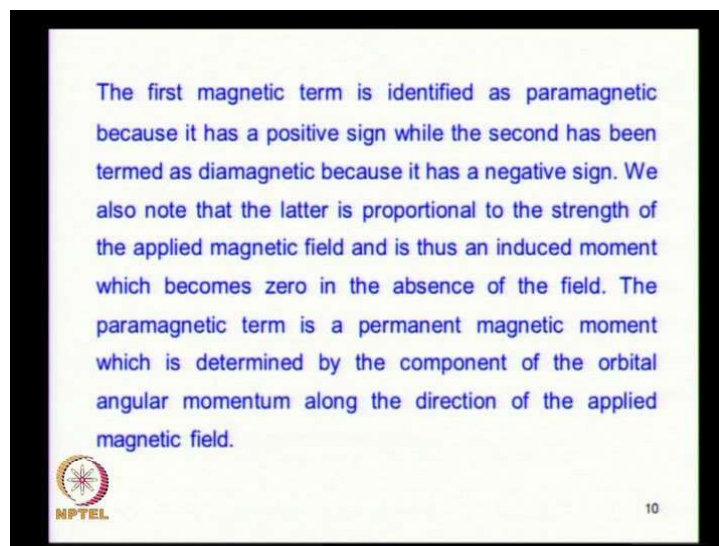 The first magnetic term is identified as paramagnetic
because it has a positive sign while the second has been
termed as diamagnetic because it has a negative sign. We
also note that the latter is proportional to the strength of
the applied magnetic field and is thus an induced moment
which becomes zero in the absence of the field. The
paramagnetic term is a permanent magnetic moment
which is determined by the component of the orbital
angular momentum along the direction of the applied
magnetic field.
NPTEL
10